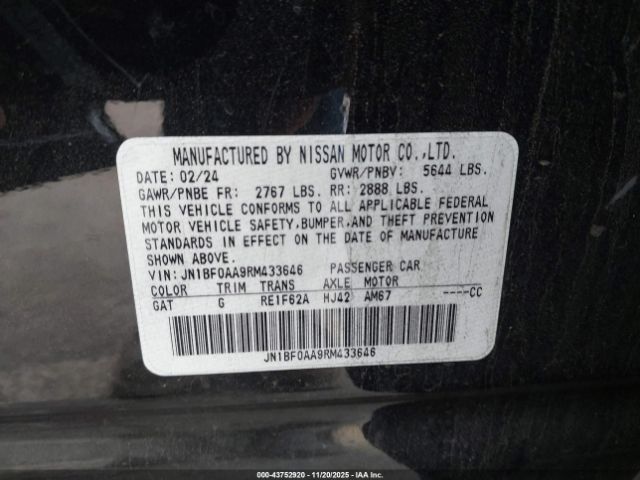 MANUFACTURED BY NISSAN MOTOR CO.,LTD.
DATE: 02/24 GVWR/PNBV: 5644 LBS.
GAWR/PNBE FR: 2767 LBS. RR: 2888 LBS.
THIS VEHICLE CONFORMS TO ALL APPLICABLE FEDERAL
MOTOR VEHICLE SAFETY, BUMPER, AND THEFT PREVENTION
STANDARDS IN EFFECT ON THE DATE OF MANUFACTURE
SHOWN ABOVE.
VIN: JN1BF0AA9RM433646 PASSENGER CAR
COLOR TRIM TRANS AXLE MOTOR
GAT G RE1F62A HJ42 AM67 ----CC
JN1BF0AA9RM433646
000-43752920 - 11/20/2025 - IAA Inc.